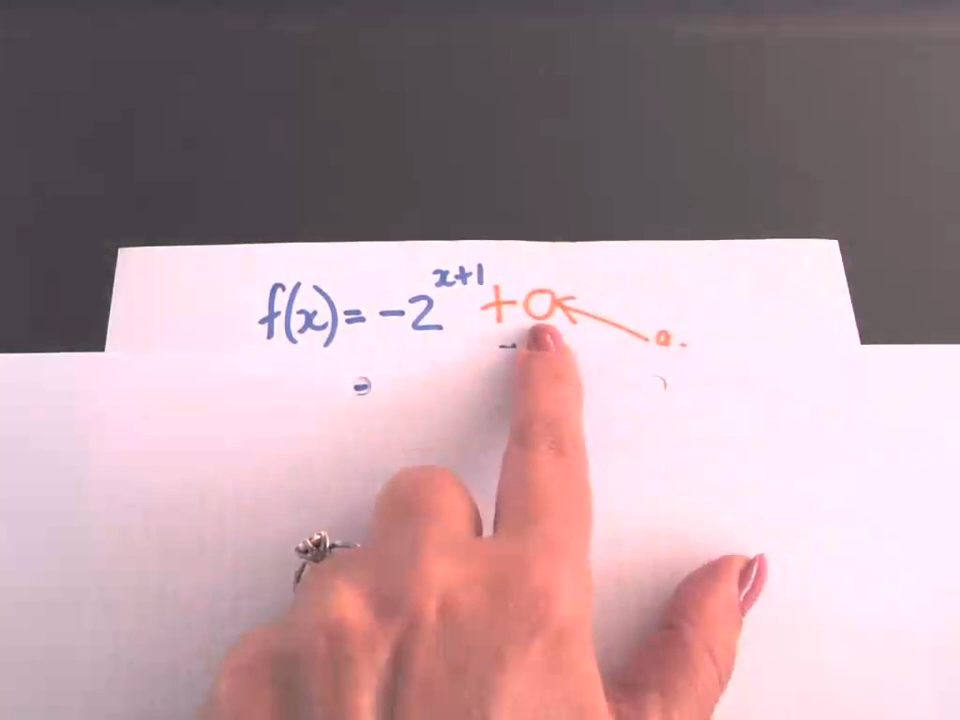 f(x) = -2^{x+1} + 0